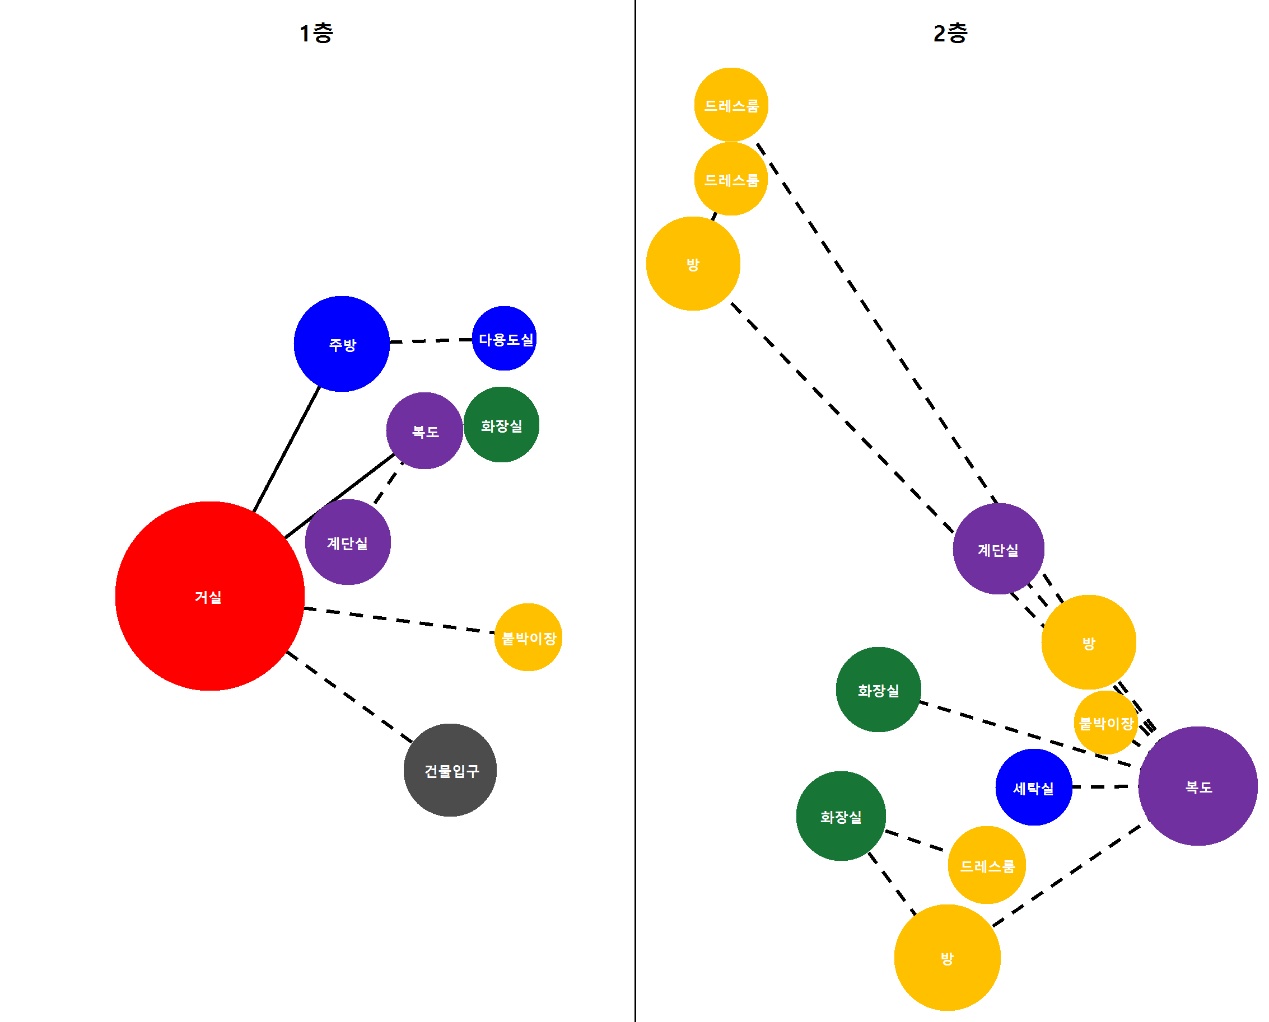 1층
주방
다용도실
복도
화장실
계단실
거실
붙박이장
건물입구
2층
드레스룸
드레스룸
방
계단실
방
화장실
붙박이장
세탁실
복도
화장실
드레스룸
방